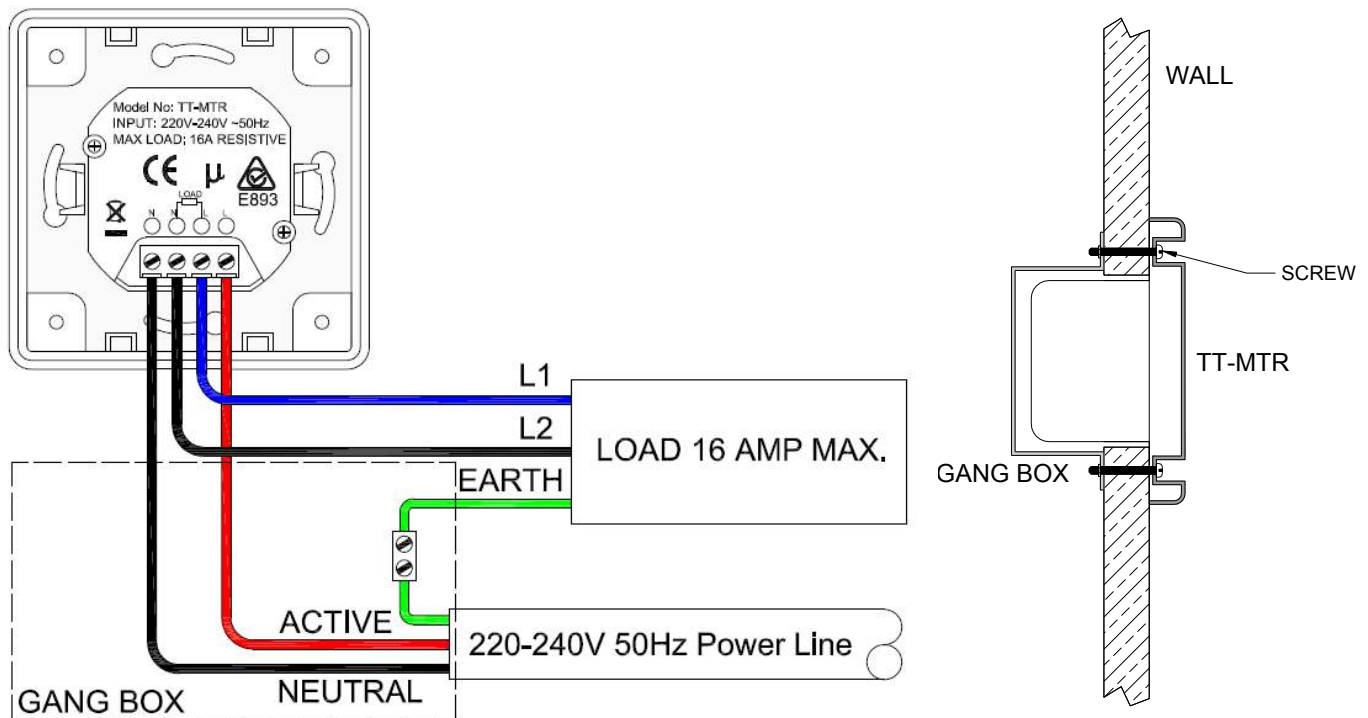 Model No: TT-MTR
INPUT: 220V-240V ~50Hz
MAX LOAD; 16A RESISTIVE
CE μ
E893
LOAD
N N L L
L1
L2
LOAD 16 AMP MAX.
EARTH
ACTIVE
220-240V 50Hz Power Line
NEUTRAL
GANG BOX
WALL
SCREW
TT-MTR
GANG BOX